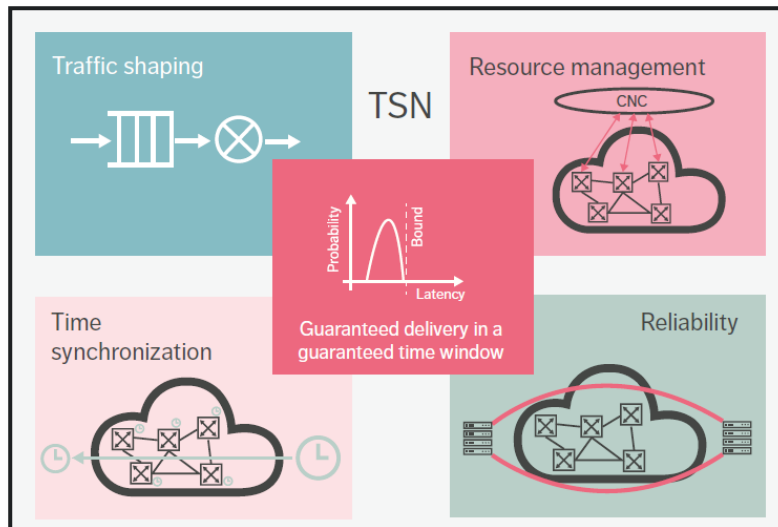 Traffic shaping
TSN
Resource management
CNC
Probability
Bound
Latency
Guaranteed delivery in a
guaranteed time window
Time
synchronization
Reliability